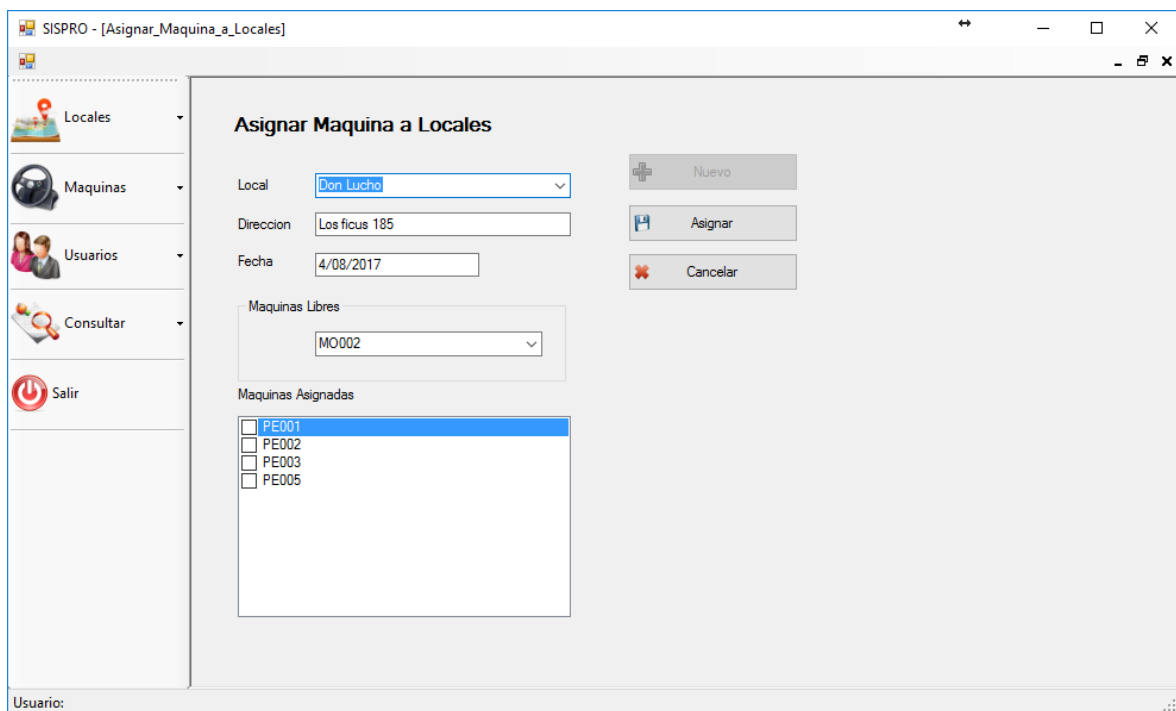 SISPRO - [Asignar_Maquina_a_Locales]
Locales
Maquinas
Usuarios
Consultar
Salir
Asignar Maquina a Locales
Local
Don Lucho
Direccion
Los ficus 185
Fecha
4/08/2017
Maquinas Libres
MO002
Maquinas Asignadas
PE001
PE002
PE003
PE005
Nuevo
Asignar
Cancelar
Usuario: